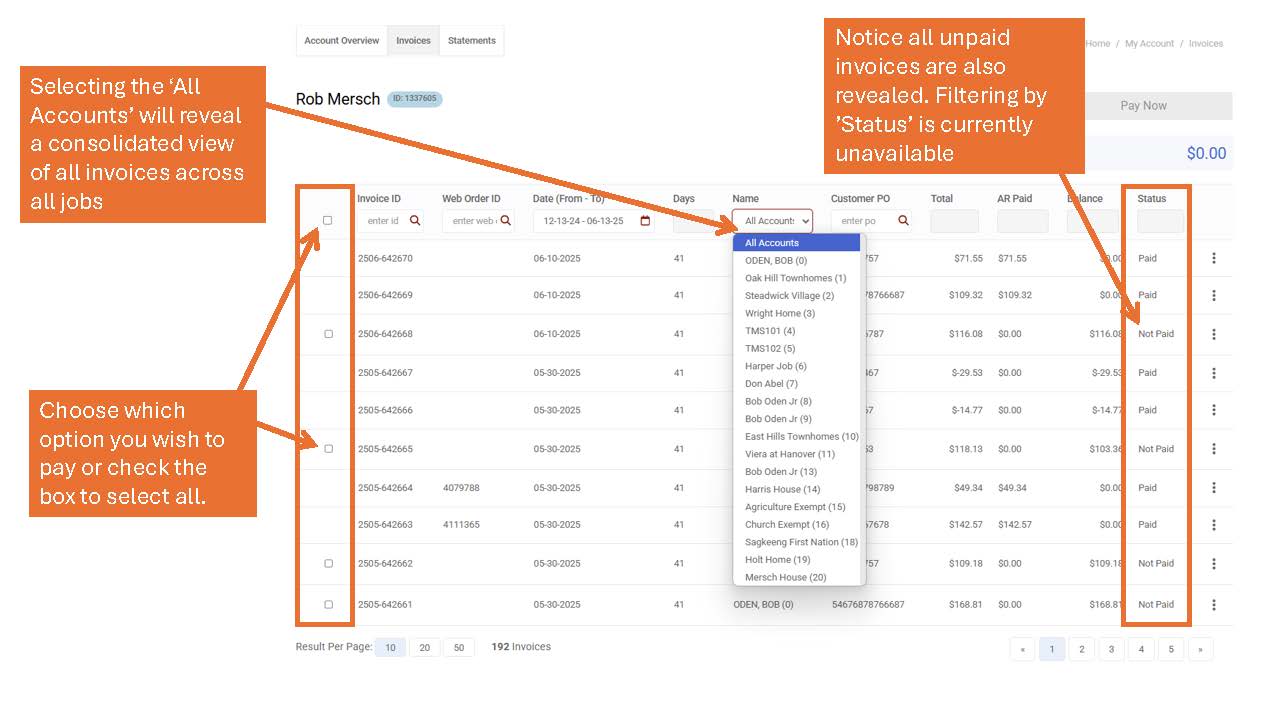 Account Overview Invoices Statements
Home / My Account / Invoices
Selecting the ‘All
Accounts’ will reveal
a consolidated view
of all invoices across
all jobs
Notice all unpaid
invoices are also
revealed. Filtering by
’Status’ is currently
unavailable
Choose which
option you wish to
pay or check the
box to select all.
Rob Mersch ID: 1337605
Pay Now
$0.00
Invoice ID Web Order ID Date (From - To) Days Name Customer PO Total AR Paid Status
enter id enter web 12-13-24 - 06-13-25 All Accounts enter po
2506-642670 06-10-2025 41 757 $71.55 $71.55 $0.00 Paid
2506-642669 06-10-2025 41 78766687 $109.32 $109.32 $0.00 Paid
2506-642668 06-10-2025 41 6787 $116.08 $0.00 $116.08 Not Paid
2505-642667 05-30-2025 41 467 $-29.53 $0.00 $-29.53 Paid
2505-642666 05-30-2025 41 $-14.77 $0.00 $-14.77 Paid
2505-642665 05-30-2025 41 53 $118.13 $0.00 $103.36 Not Paid
2505-642664 4079788 05-30-2025 41 798789 $49.34 $49.34 $0.00 Paid
2505-642663 4111365 05-30-2025 41 67678 $142.57 $142.57 $0.00 Paid
2505-642662 05-30-2025 41 757 $109.18 $0.00 $109.18 Not Paid
2505-642661 05-30-2025 41 ODEN, BOB (0) 54676878766687 $168.81 $0.00 $168.81 Not Paid
All Accounts
ODEN, BOB (0)
Oak Hill Townhomes (1)
Steadwick Village (2)
Wright Home (3)
TMS101 (4)
TMS102 (5)
Harper Job (6)
Don Abel (7)
Bob Oden Jr (8)
Bob Oden Jr (9)
East Hills Townhomes (10)
Viera at Hanover (11)
Bob Oden Jr (13)
Harris House (14)
Agriculture Exempt (15)
Church Exempt (16)
Sagkeeng First Nation (18)
Holt Home (19)
Mersch House (20)
Result Per Page: 10 20 50 192 Invoices
« 1 2 3 4 5 »